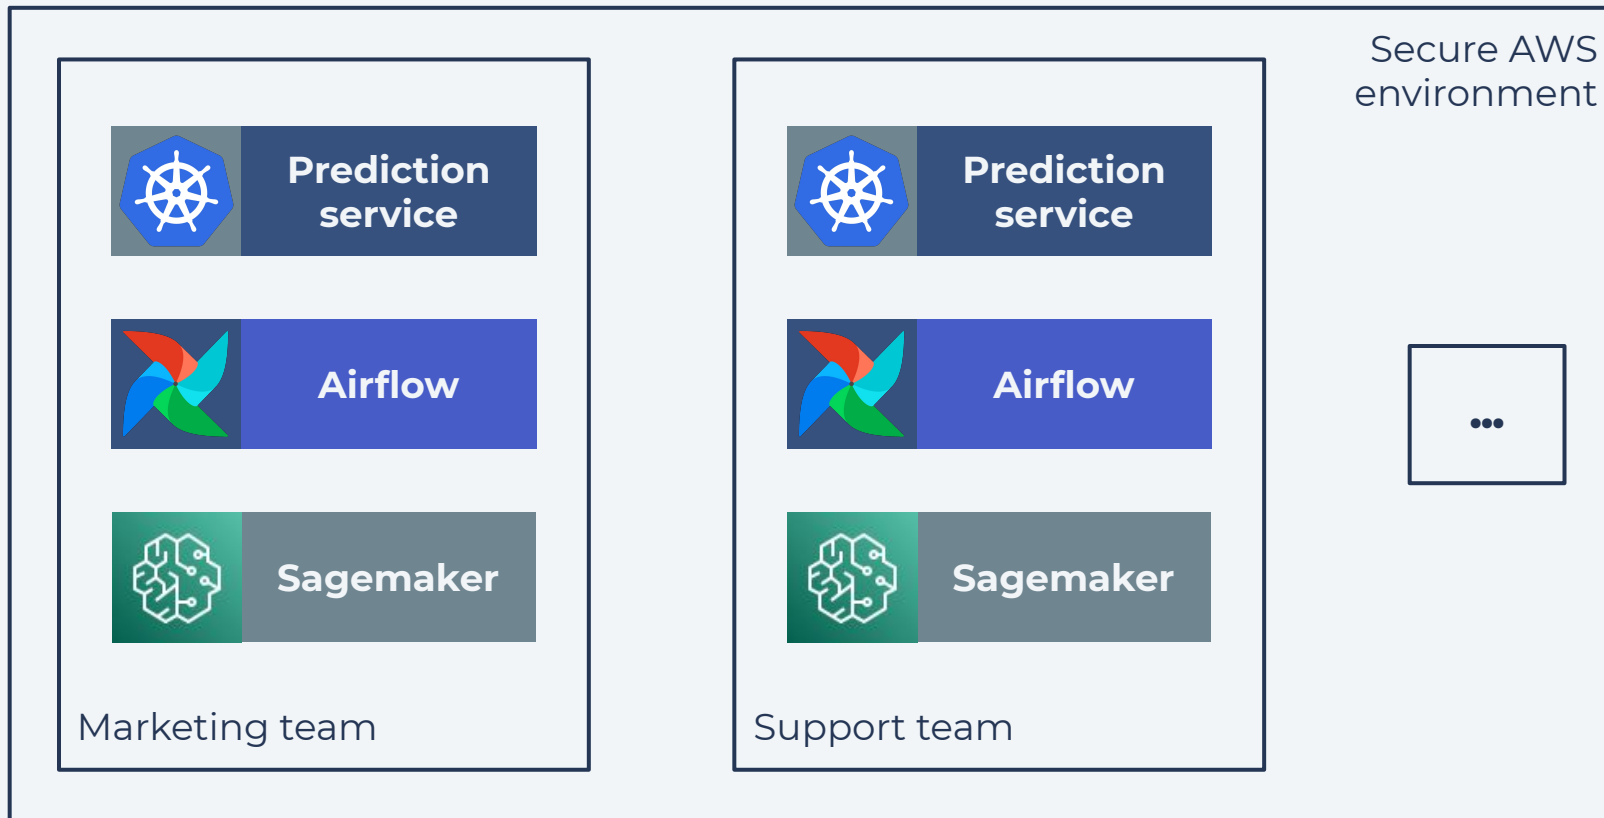 Secure AWS
environment
Prediction
service
Airflow
Sagemaker
Marketing team
Prediction
service
Airflow
Sagemaker
Support team
...